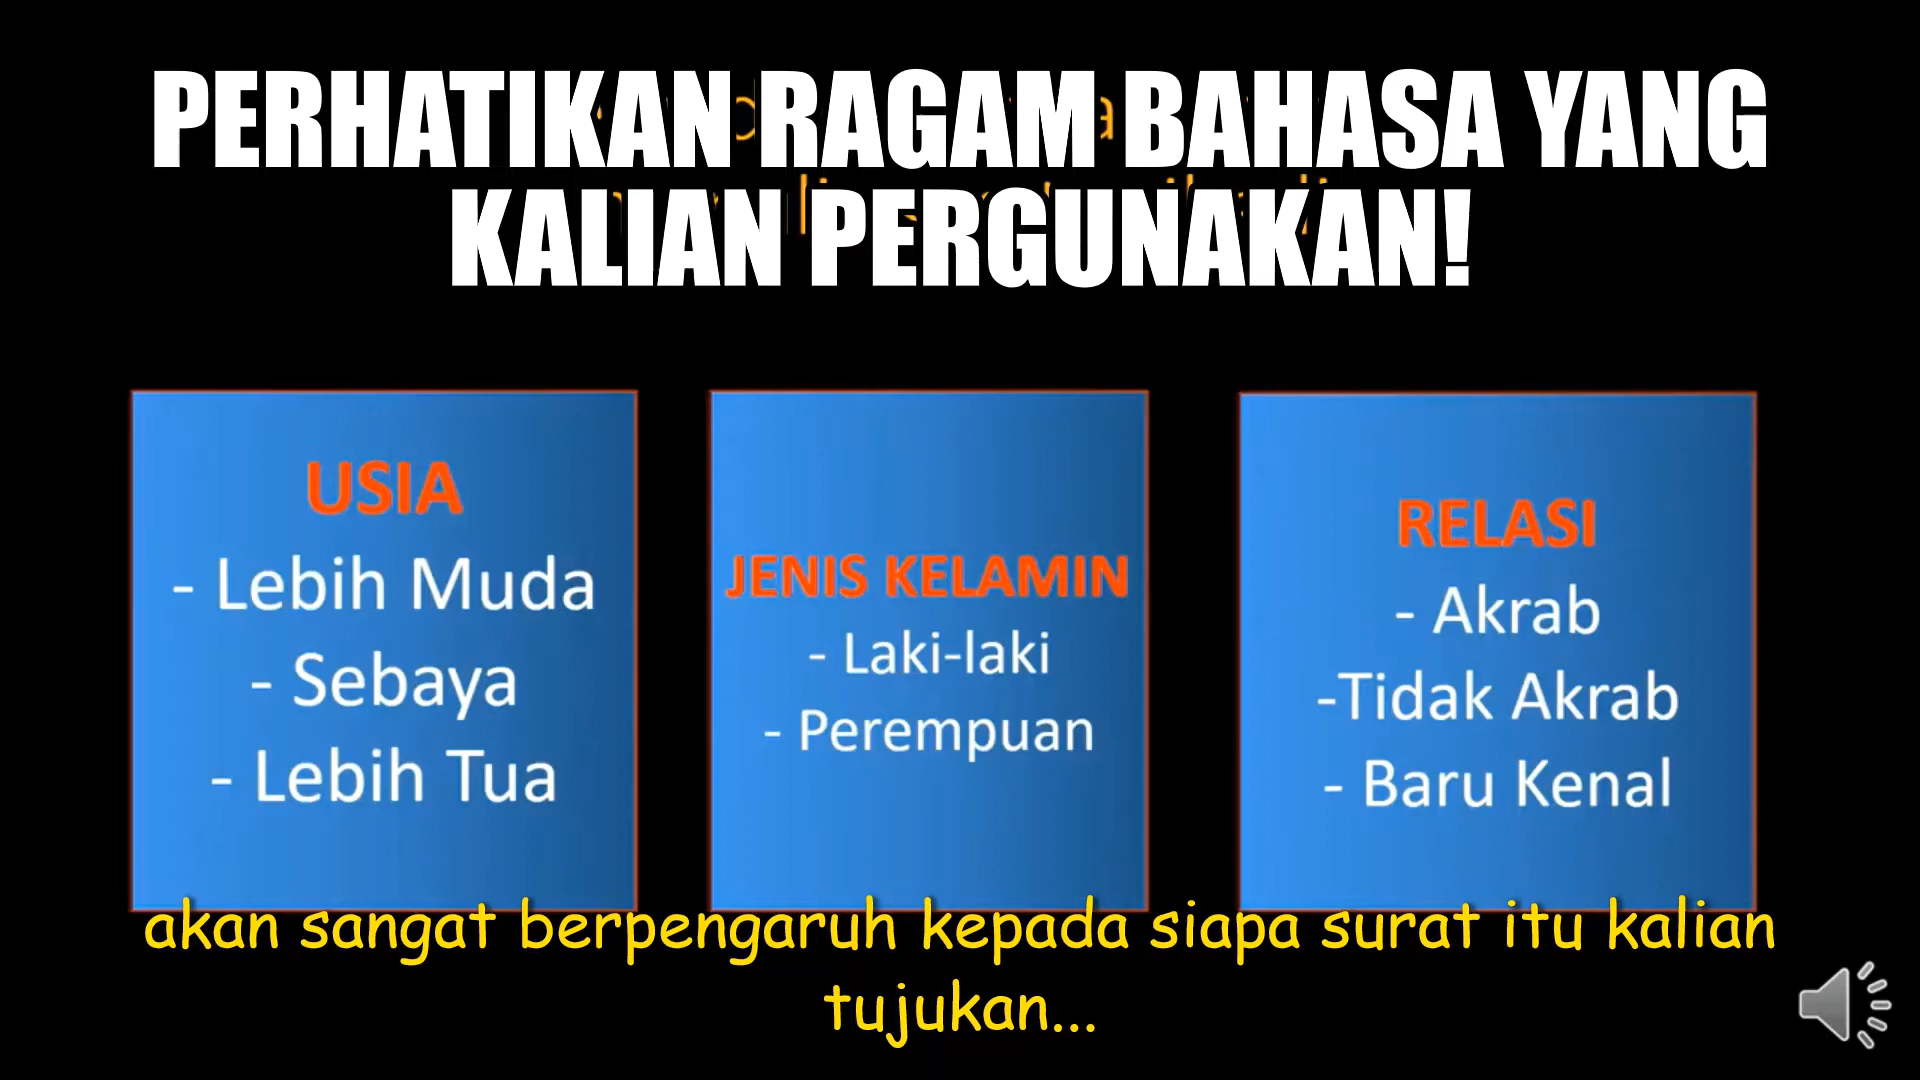 PERHATIKAN RAGAM BAHASA YANG
KALIAN PERGUNAKAN!
USIA
- Lebih Muda
- Sebaya
- Lebih Tua
JENIS KELAMIN
- Laki-laki
- Perempuan
RELASI
- Akrab
-Tidak Akrab
- Baru Kenal
akan sangat berpengaruh kepada siapa surat itu kalian
tujukan...